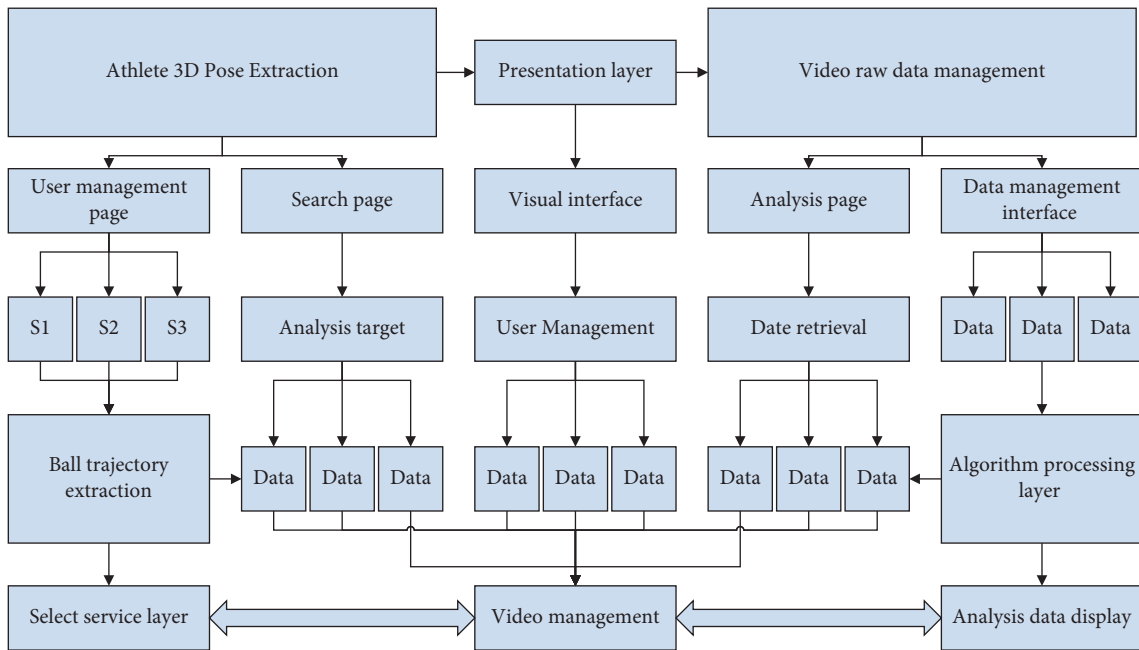 Athlete 3D Pose Extraction
Presentation layer
Video raw data management
User management
page
Search page
Visual interface
Analysis page
Data management
interface
S1
S2
S3
Analysis target
User Management
Date retrieval
Data
Data
Data
Ball trajectory
extraction
Data
Data
Data
Data
Data
Data
Data
Data
Data
Algorithm processing
layer
Select service layer
Video management
Analysis data display